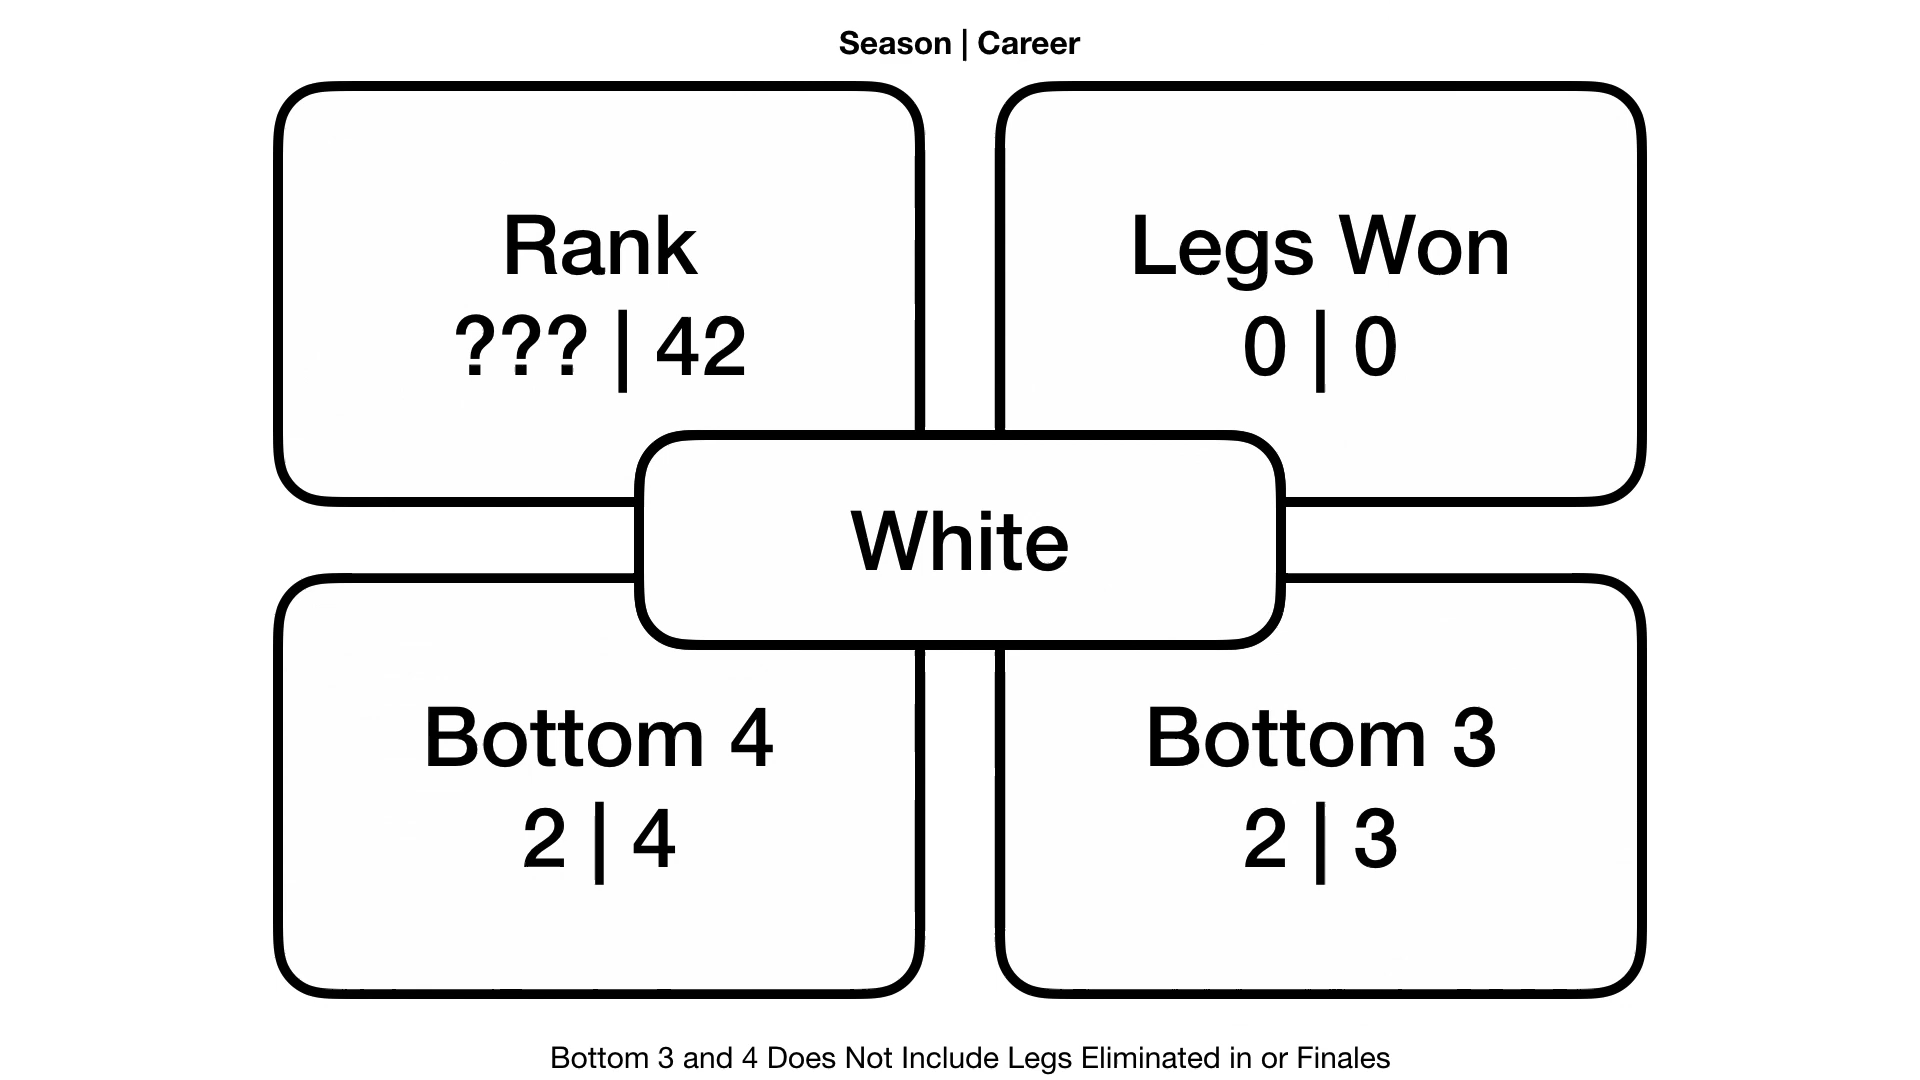 Season | Career
Rank
??? | 42
Legs Won
0 | 0
White
Bottom 4
2 | 4
Bottom 3
2 | 3
Bottom 3 and 4 Does Not Include Legs Eliminated in or Finales